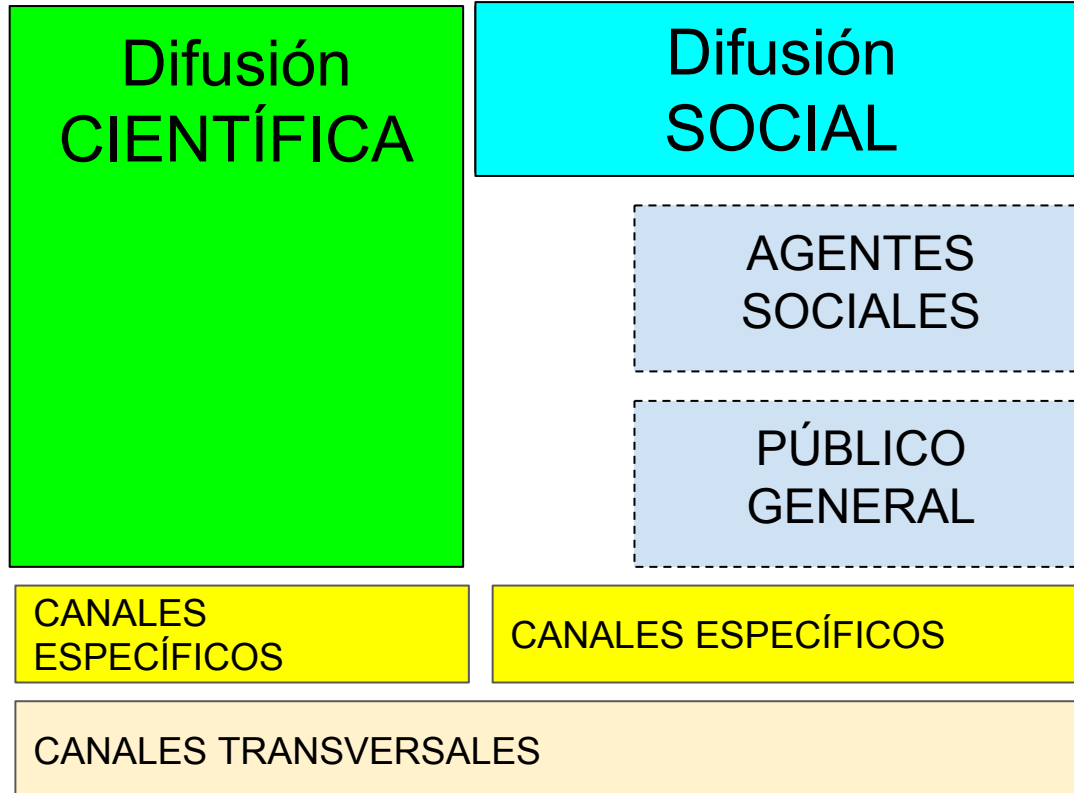 Difusión
CIENTÍFICA
Difusión
SOCIAL
AGENTES
SOCIALES
PÚBLICO
GENERAL
CANALES
ESPECÍFICOS
CANALES ESPECÍFICOS
CANALES TRANSVERSALES